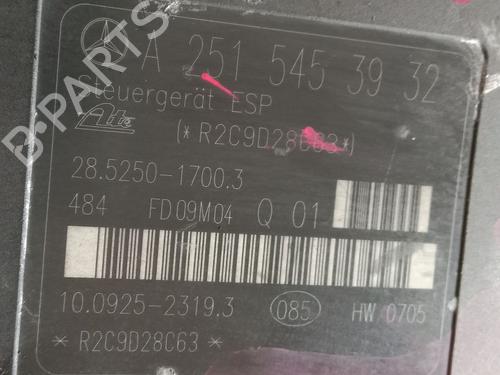 A 251 545 39 32
Steuergerät ESP
Ate
(*R2C9D28C63*)
28.5250-1700.3
484 FD09M04 Q 01
10.0925-2319.3 085 HW 0705
*R2C9D28C63*
B-PARTS